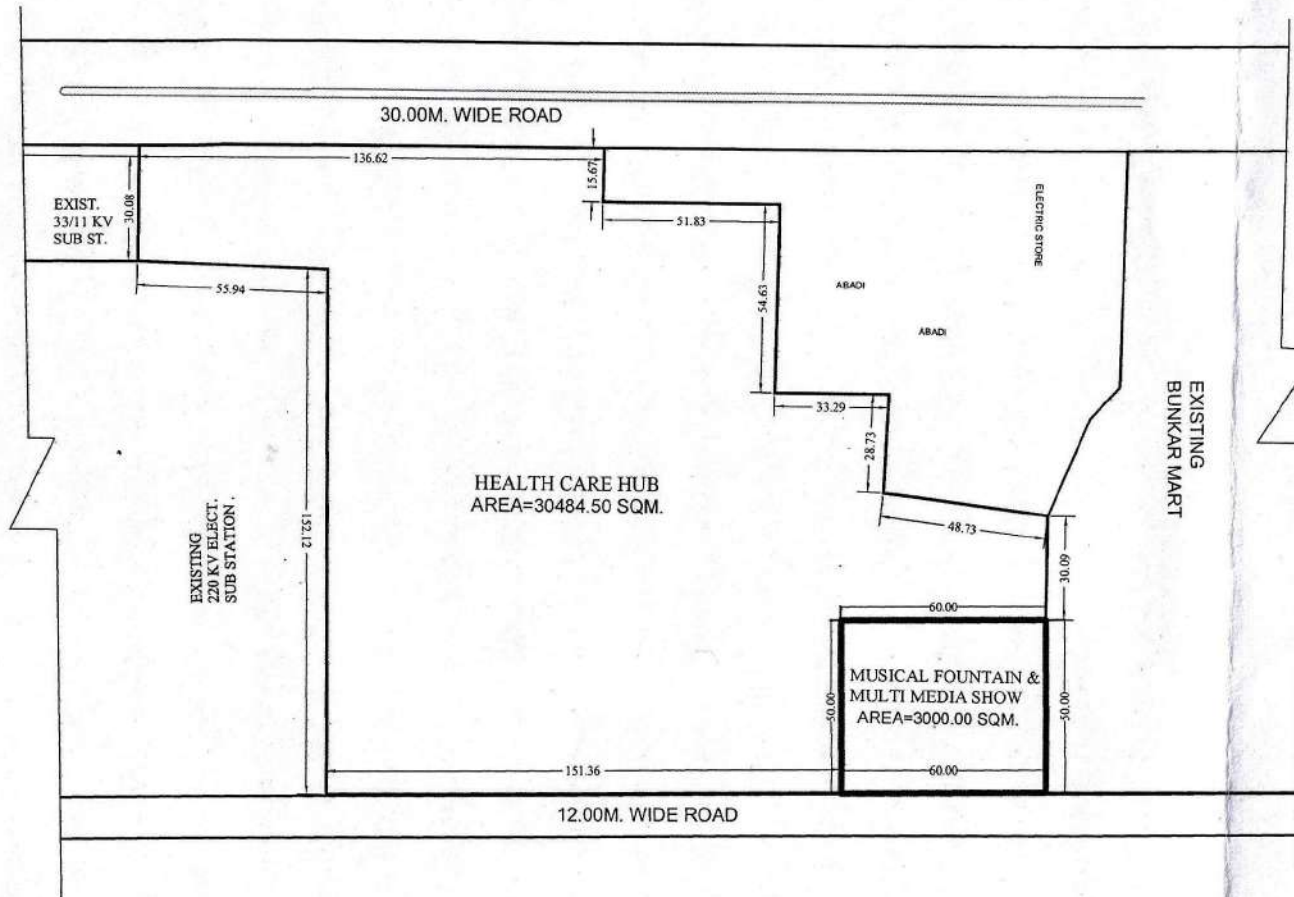 30.00M. WIDE ROAD
136.62
15.67
EXIST.
33/11 KV
SUB ST.
30.08
51.83
ELECTRIC STORE
55.94
54.63
ABADI
ABADI
33.29
28.73
EXISTING
BUNKAR MART
HEALTH CARE HUB
AREA=30484.50 SQM.
48.73
EXISTING
220 KV ELECT.
SUB STATION.
152.12
30.09
60.00
50.00
MUSICAL FOUNTAIN &
MULTI MEDIA SHOW
AREA=3000.00 SQM.
50.00
151.36
60.00
12.00M. WIDE ROAD